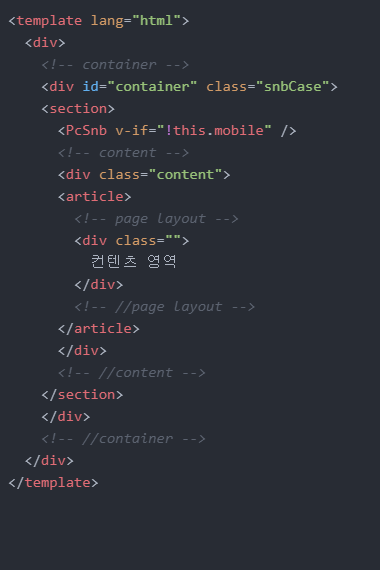 <template lang="html">
<div>
<!-- container -->
<div id="container" class="snbCase">
<section>
<PcSnb v-if="!this.mobile" />
<!-- content -->
<div class="content">
<article>
<!-- page layout -->
<div class="">
컨텐츠 영역
</div>
<!-- //page layout -->
</article>
</div>
<!-- //content -->
</section>
</div>
<!-- //container -->
</div>
</template>